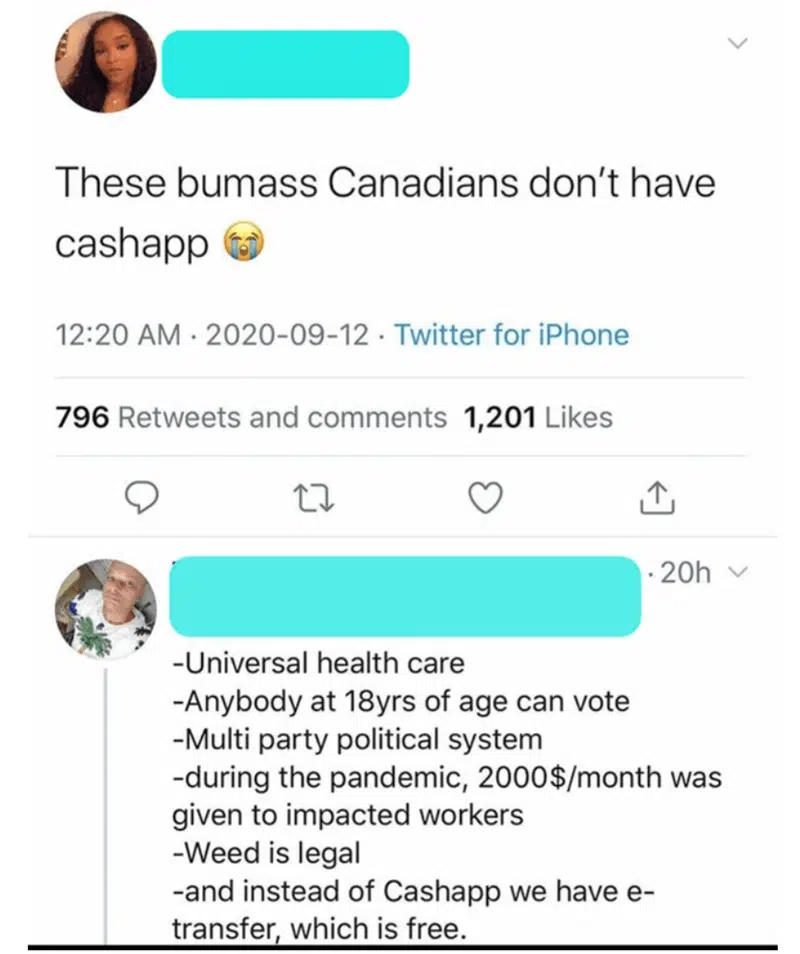 These bumass Canadians don't have
cashapp 😭
12:20 AM · 2020-09-12 · Twitter for iPhone
796 Retweets and comments 1,201 Likes
· 20h
-Universal health care
-Anybody at 18yrs of age can vote
-Multi party political system
-during the pandemic, 2000$/month was
given to impacted workers
-Weed is legal
-and instead of Cashapp we have e-
transfer, which is free.